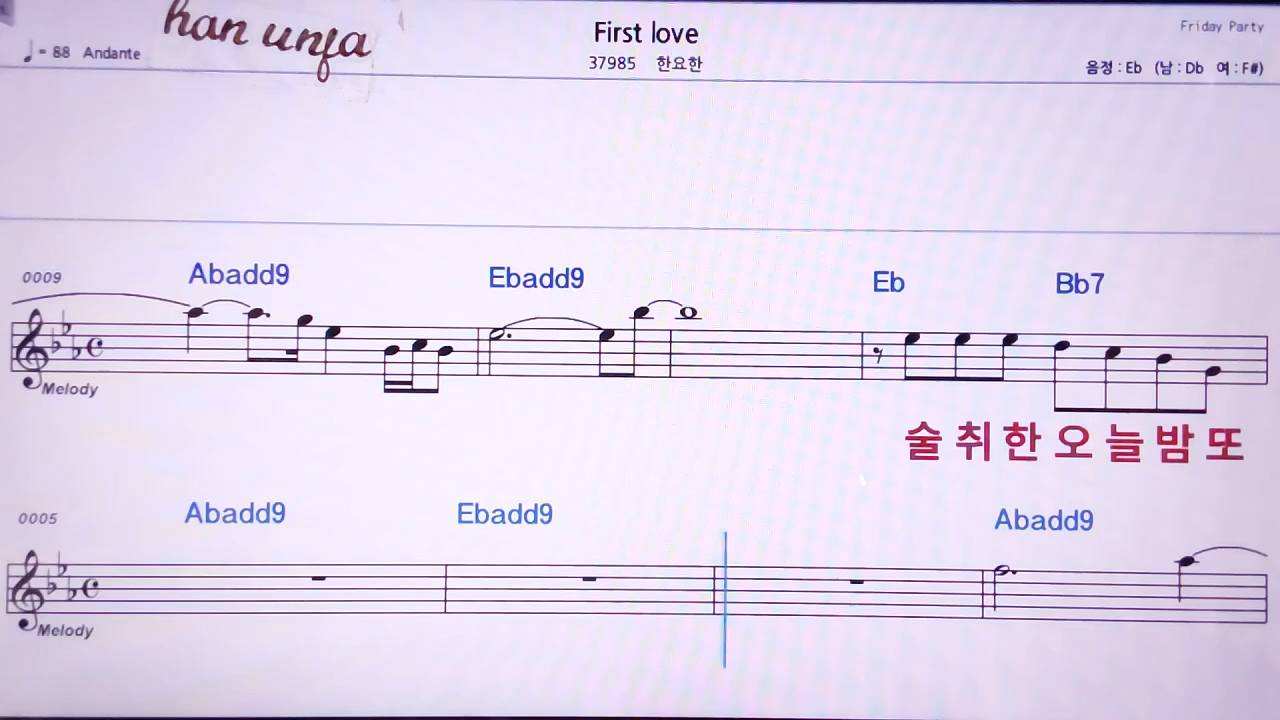 han unja
First love
Friday Party
♩= 88 Andante
37985 한요한
음정 : Eb (남 : Db 여 : F#)
0009 Abadd9 Ebadd9 Eb Bb7
Melody
술 취 한 오 늘 밤 또
0005 Abadd9 Ebadd9 Abadd9
Melody